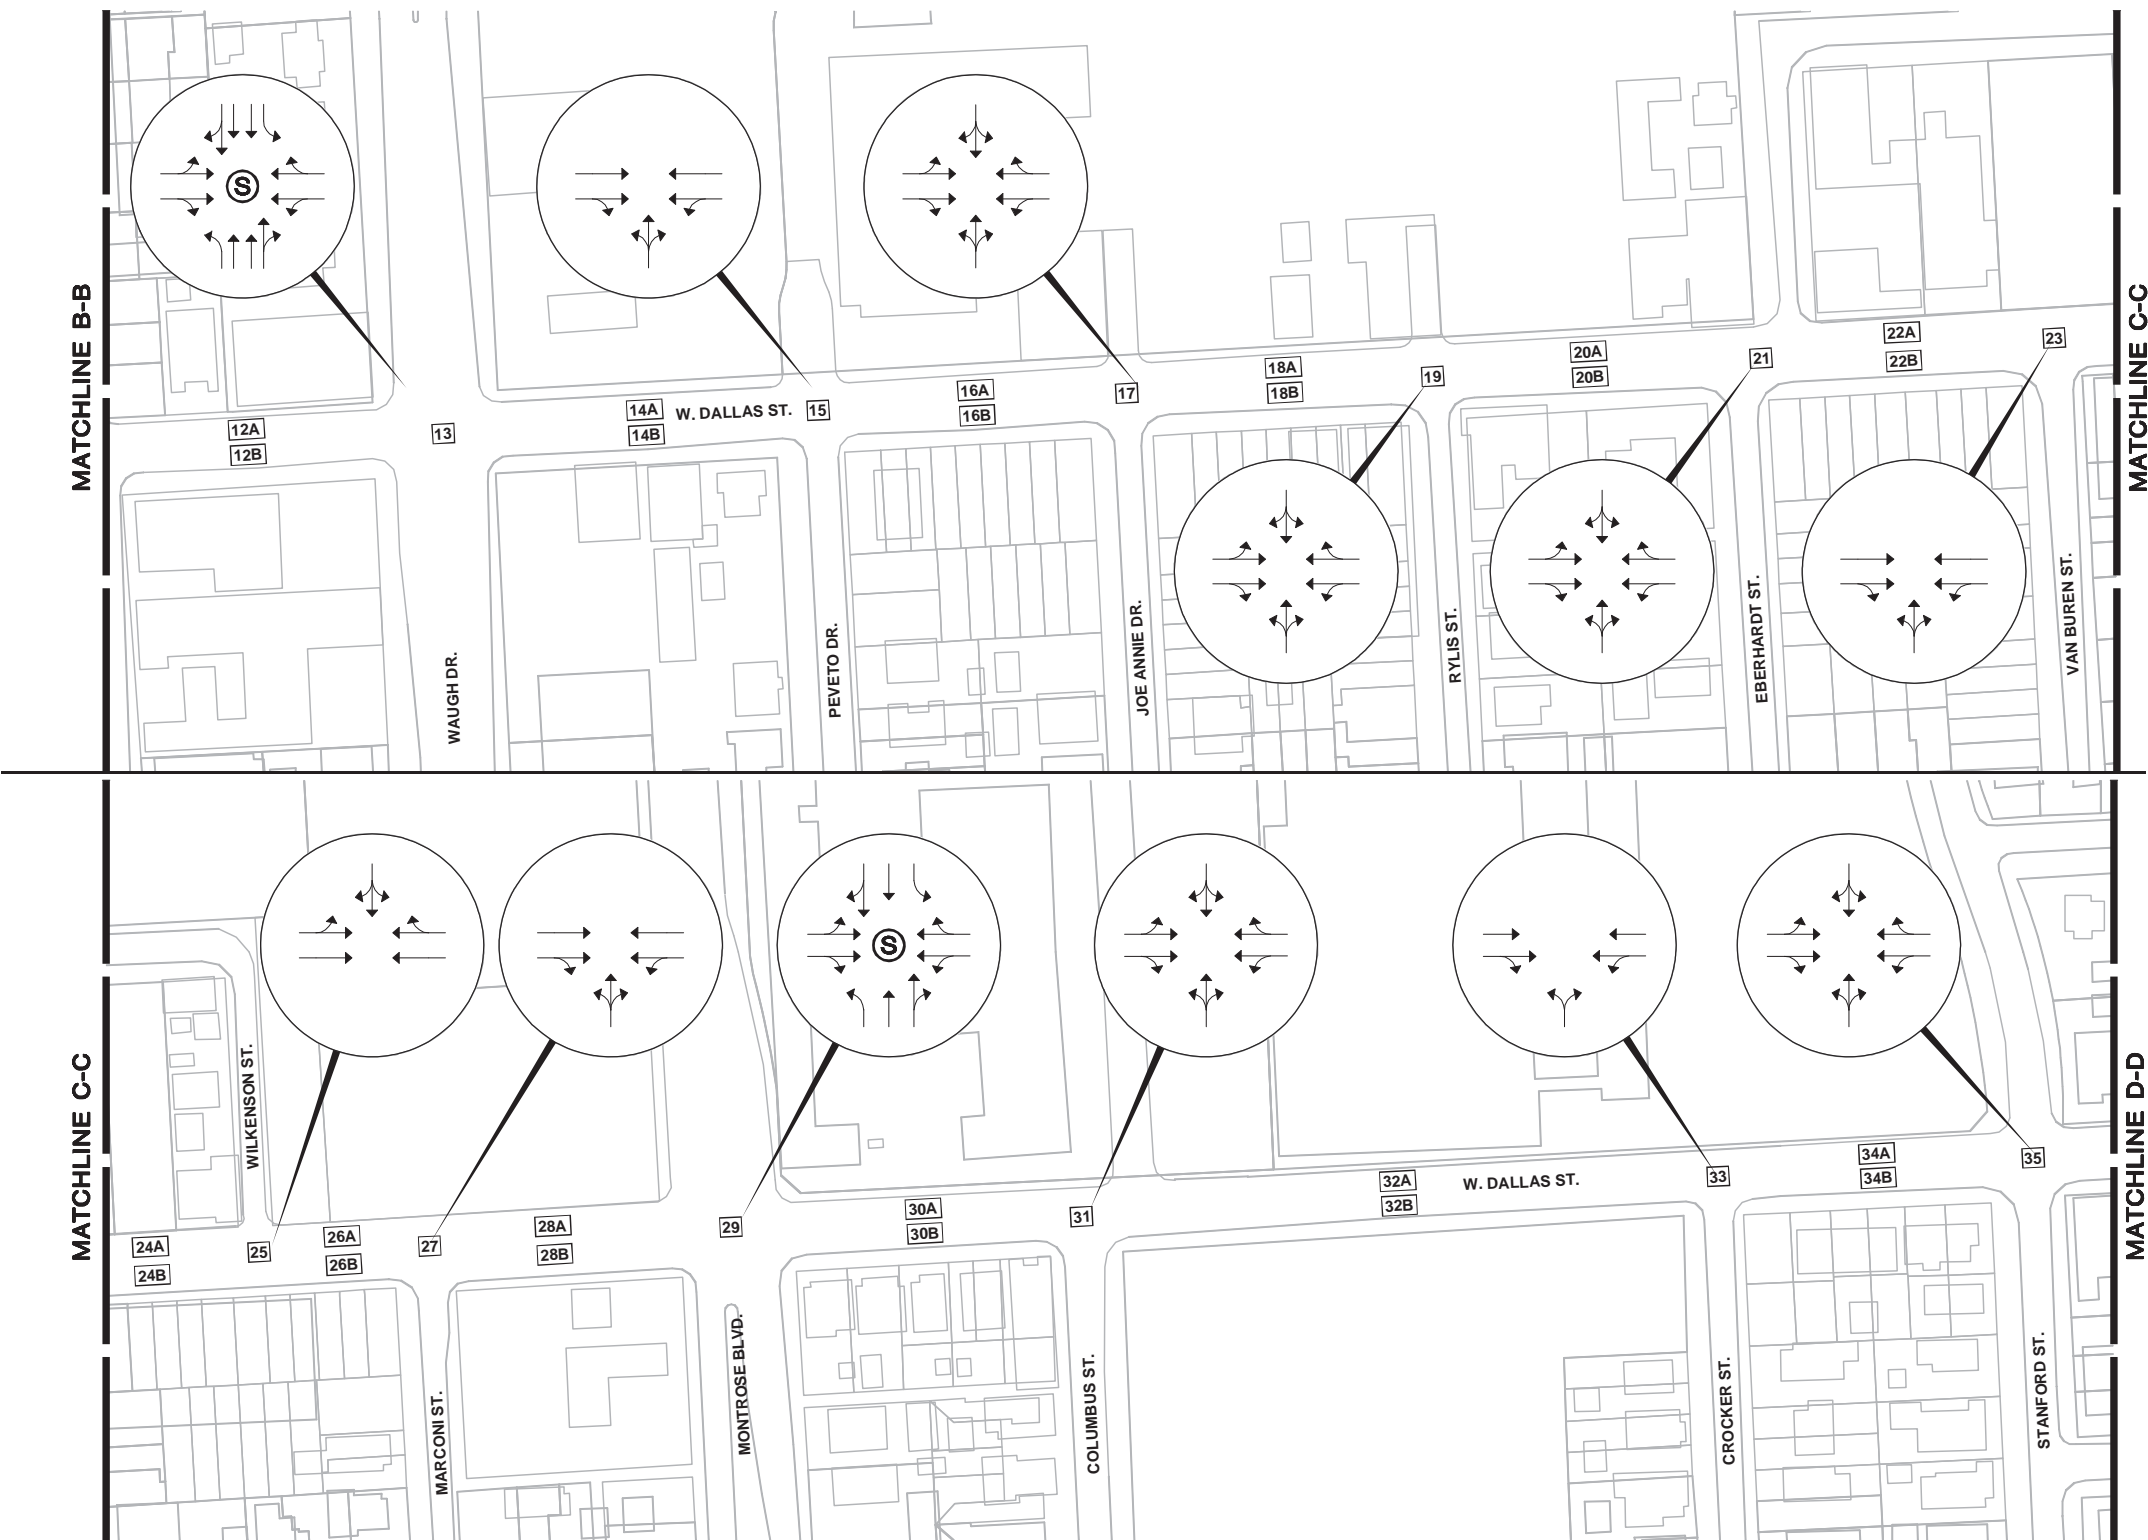 MATCHLINE B-B
MATCHLINE C-C
S
12A
12B
13
14A
14B
W. DALLAS ST.
15
16A
16B
17
18A
18B
19
20A
20B
21
22A
22B
23
WAUGH DR.
PEVETO DR.
JOE ANNIE DR.
RYLIS ST.
EBERHARDT ST.
VAN BUREN ST.
MATCHLINE C-C
MATCHLINE D-D
S
WILKENSON ST.
24A
24B
25
26A
26B
27
28A
28B
29
30A
30B
31
32A
32B
W. DALLAS ST.
33
34A
34B
35
MARCONI ST.
MONTROSE BLVD.
COLUMBUS ST.
CROCKER ST.
STANFORD ST.